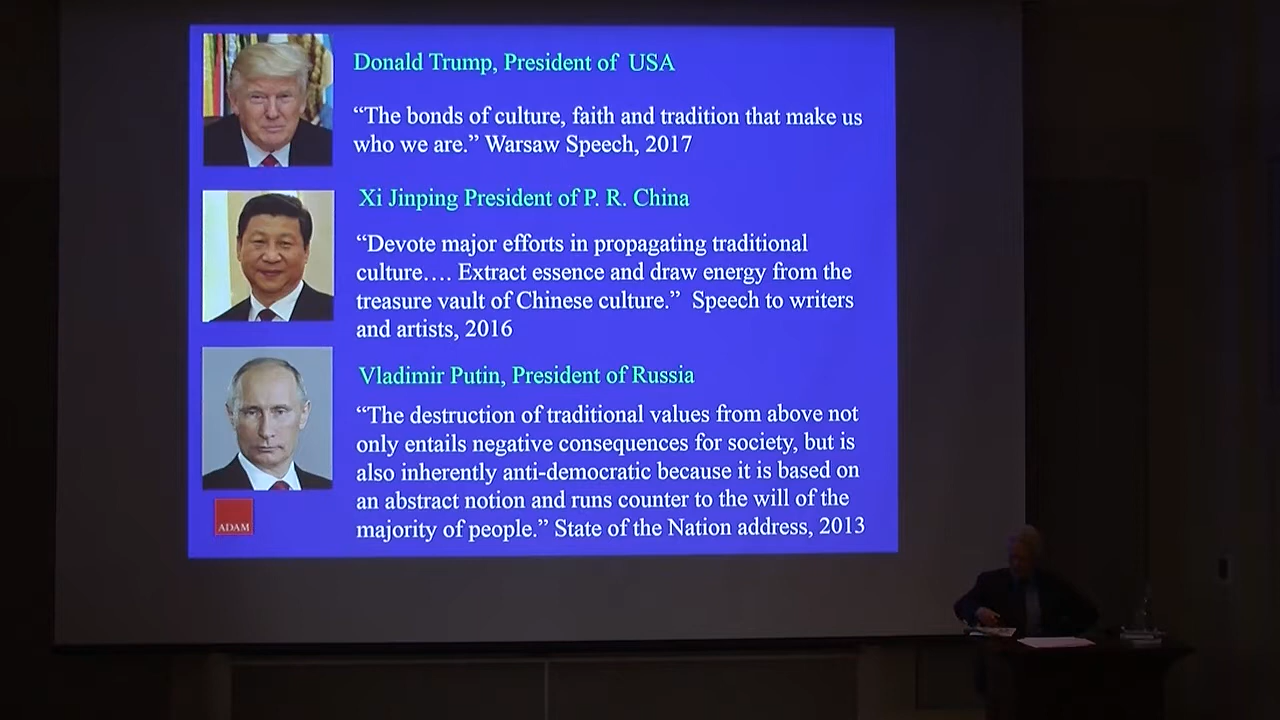 Donald Trump, President of USA
“The bonds of culture, faith and tradition that make us
who we are.” Warsaw Speech, 2017
Xi Jinping President of P. R. China
“Devote major efforts in propagating traditional
culture…. Extract essence and draw energy from the
treasure vault of Chinese culture.” Speech to writers
and artists, 2016
Vladimir Putin, President of Russia
“The destruction of traditional values from above not
only entails negative consequences for society, but is
also inherently anti-democratic because it is based on
an abstract notion and runs counter to the will of the
majority of people.” State of the Nation address, 2013
ADAM